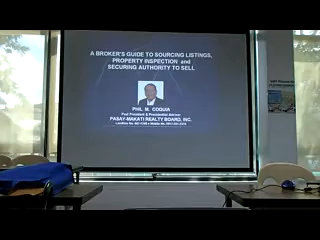 A BROKER'S GUIDE TO SOURCING LISTINGS,
PROPERTY INSPECTION and
SECURING AUTHORITY TO SELL
PHIL M. COQUIA
Past President & Presidential Adviser
PASAY-MAKATI REALTY BOARD, INC.